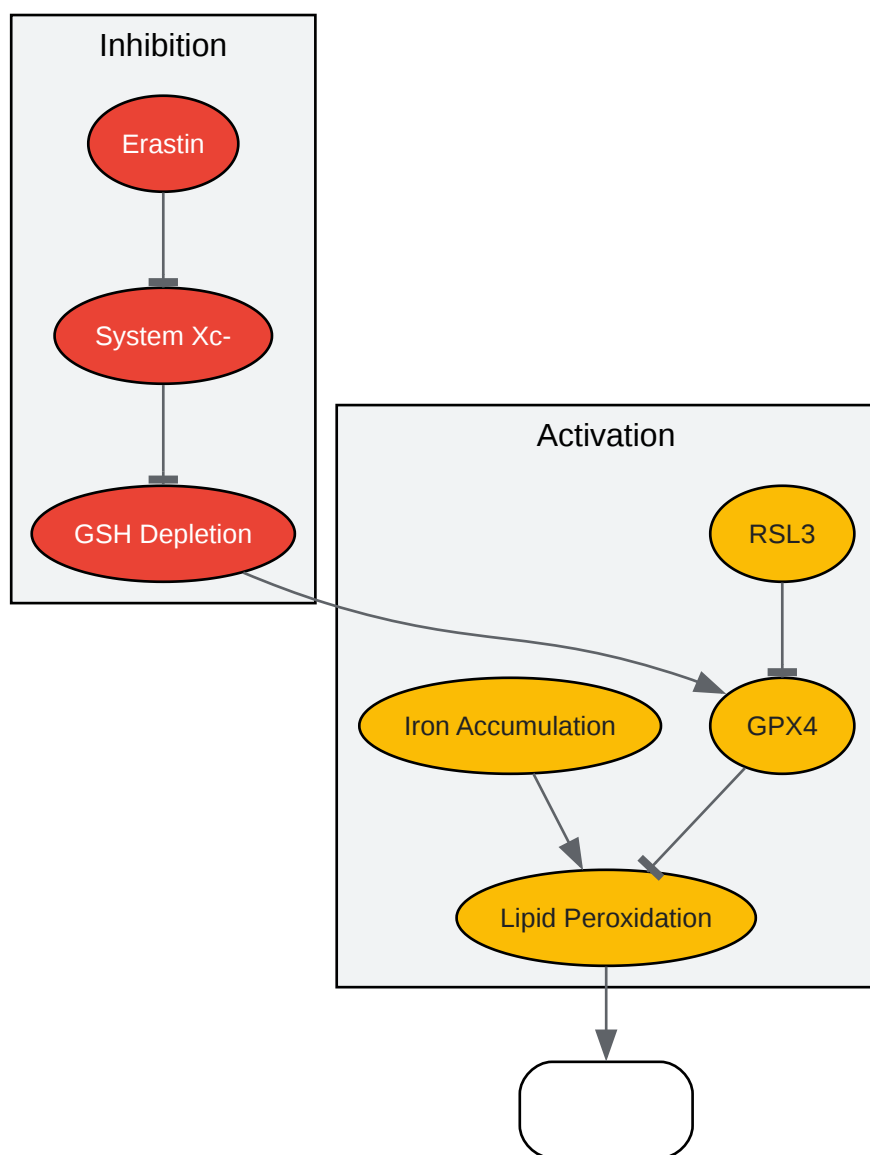 Inhibition
Erastin
System Xc-
GSH Depletion
Activation
RSL3
Iron Accumulation
GPX4
Lipid Peroxidation